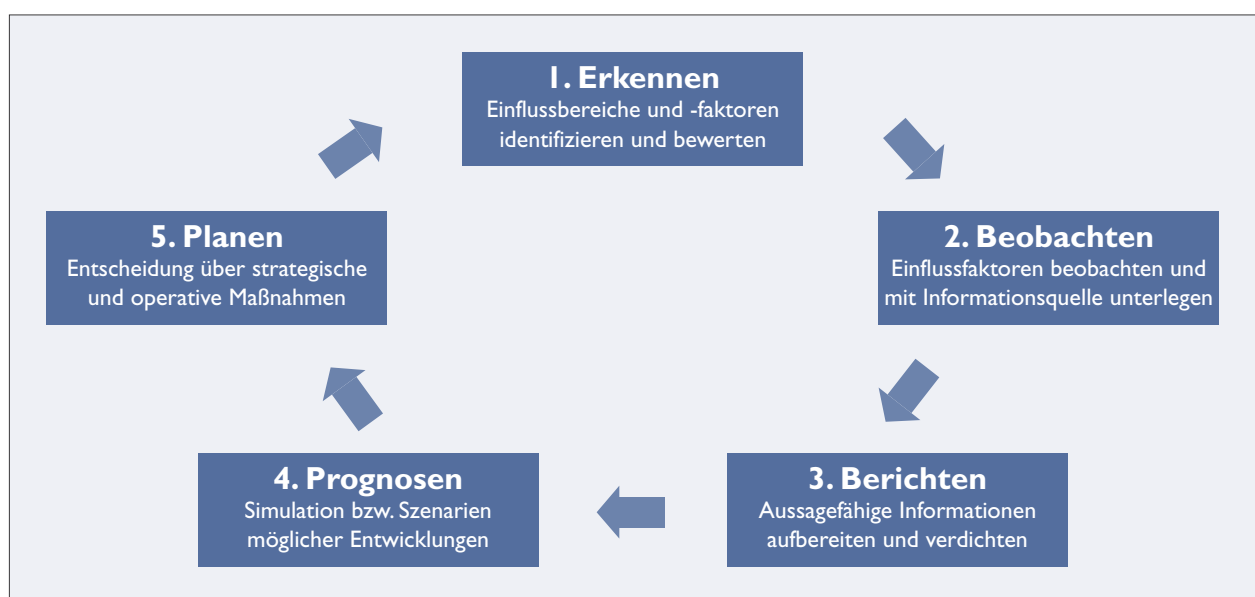 1. Erkennen
Einflussbereiche und -faktoren
identifizieren und bewerten
2. Beobachten
Einflussfaktoren beobachten und
mit Informationsquelle unterlegen
3. Berichten
Aussagefähige Informationen
aufbereiten und verdichten
4. Prognosen
Simulation bzw. Szenarien
möglicher Entwicklungen
5. Planen
Entscheidung über strategische
und operative Maßnahmen